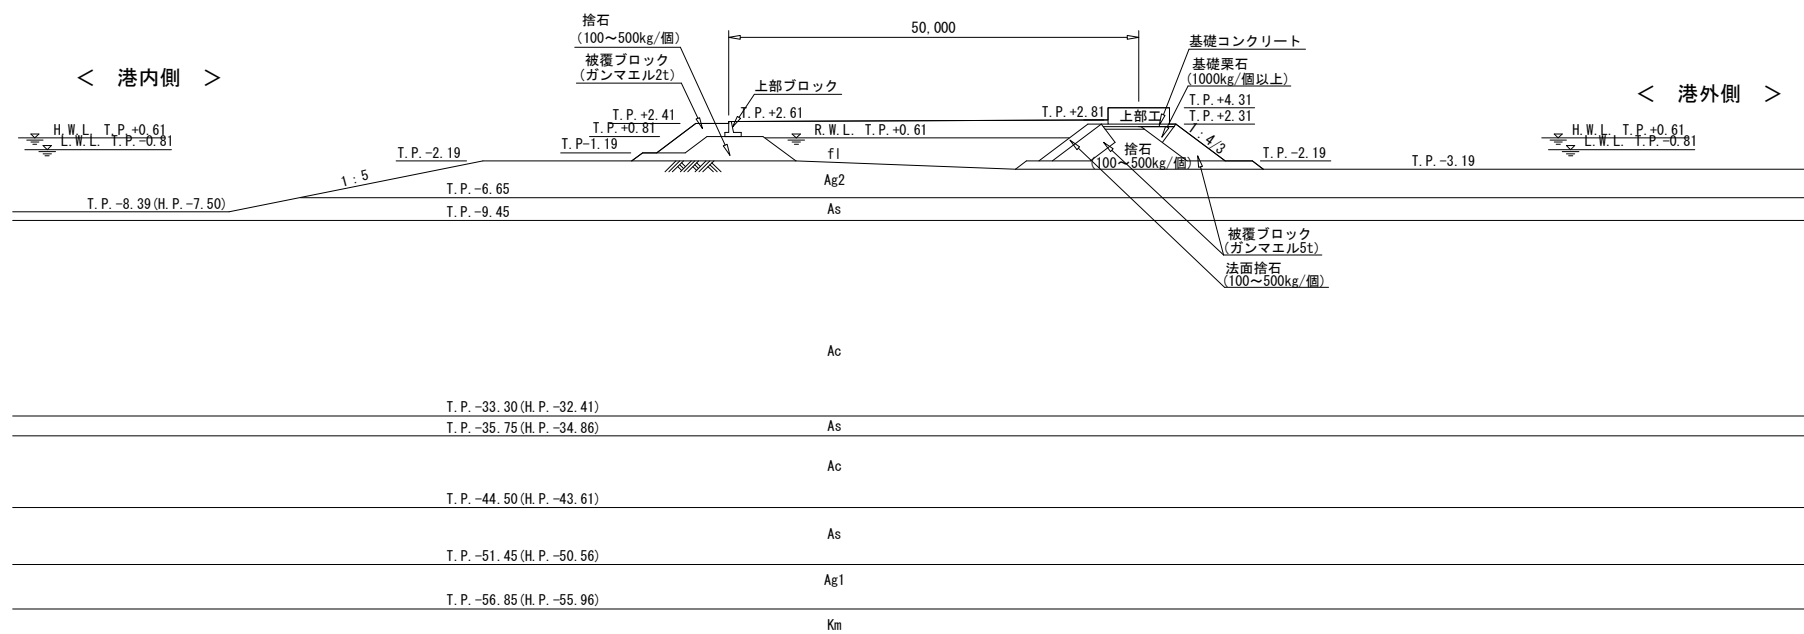 捨石
(100～500kg/個)
50,000
基礎コンクリート
被覆ブロック
(ガンマエル2t)
基礎栗石
(1000kg/個以上)
＜ 港内側 ＞
上部ブロック
＜ 港外側 ＞
T.P.+2.41
T.P.+2.61
T.P.+2.81
上部工
T.P.+4.31
T.P.+2.31
H.W.L. T.P.+0.61
L.W.L. T.P.-0.81
T.P.+0.81
R.W.L. T.P.+0.61
1：4/3
H.W.L. T.P.+0.61
L.W.L. T.P.-0.81
T.P-1.19
捨石
(100～500kg/個)
T.P.-2.19
fl
T.P.-2.19
T.P.-3.19
1：5
Ag2
T.P.-6.65
T.P.-8.39(H.P.-7.50)
T.P.-9.45
As
被覆ブロック
(ガンマエル5t)
法面捨石
(100～500kg/個)
Ac
T.P.-33.30(H.P.-32.41)
T.P.-35.75(H.P.-34.86)
As
Ac
T.P.-44.50(H.P.-43.61)
As
T.P.-51.45(H.P.-50.56)
Ag1
T.P.-56.85(H.P.-55.96)
Km